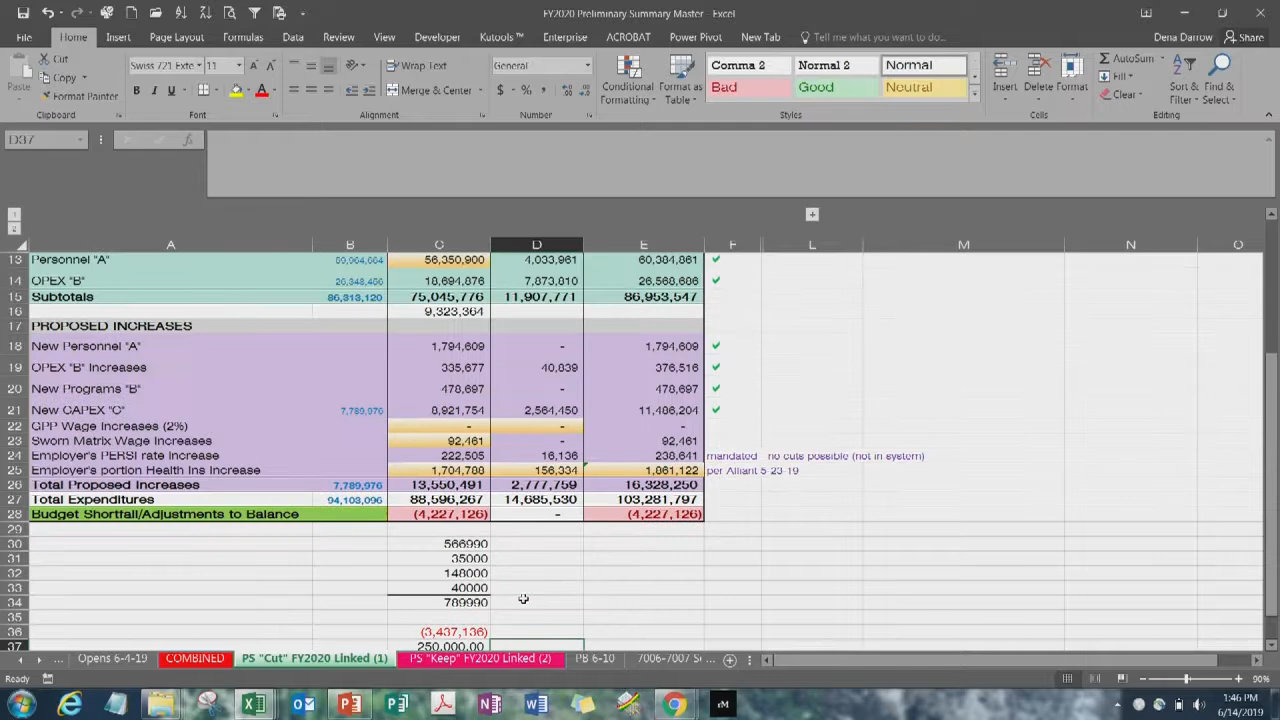 FY2020 Preliminary Summary Master - Excel
File Home Insert Page Layout Formulas Data Review View Developer Kutools™ Enterprise ACROBAT Power Pivot New Tab Tell me what you want to do... Dena Darrow Share
Cut Swiss 721 Exte 11 Wrap Text General Comma 2 Normal 2 Normal AutoSum
Copy Fill
Paste Format Painter B I U Merge & Center $ % Conditional Formatting Format as Table Bad Good Neutral Insert Delete Format Clear Sort & Filter Find & Select
Clipboard Font Alignment Number Styles Cells Editing
D37 fx
1
2
A B C D E F L M N O
13 Personnel "A" 56,350,900 4,033,961 60,384,861
14 OPEX "B" 18,694,876 7,873,810 26,568,686
15 Subtotals 86,313,120 75,045,776 11,907,771 86,953,547
16 9,323,364
17 PROPOSED INCREASES
18 New Personnel "A" 1,794,609 - 1,794,609
19 OPEX "B" Increases 335,677 40,839 376,516
20 New Programs "B" 478,697 - 478,697
21 New CAPEX "C" 7,789,976 8,921,754 2,564,450 11,486,204
22 GPP Wage Increases (2%) - - -
23 Sworn Matrix Wage Increases 92,461 - 92,461
24 Employer's PERSI rate Increase 222,505 16,136 238,641 mandated - no cuts possible (not in system)
25 Employer's portion Health Ins Increase 1,704,788 156,334 1,861,122 per Alliant 5-23-19
26 Total Proposed Increases 7,789,976 13,550,491 2,777,759 16,328,250
27 Total Expenditures 94,103,096 88,596,267 14,685,530 103,281,797
28 Budget Shortfall/Adjustments to Balance (4,227,126) - (4,227,126)
29
30 566990
31 35000
32 148000
33 40000
34 789990
35
36 (3,437,136)
37 250,000.00
... Opens 6-4-19 COMBINED PS "Cut" FY2020 Linked (1) PS "Keep" FY2020 Linked (2) PB 6-10 7006-7007 S ...
Ready 90%
1:46 PM
6/14/2019